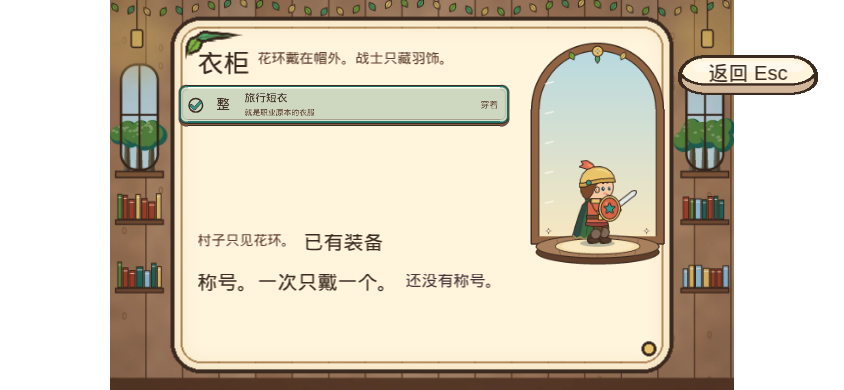 衣柜 花环戴在帽外。战士只藏羽饰。
返回 Esc
整 旅行短衣 穿着
就是职业原本的衣服
村子只见花环。 已有装备
称号。一次只戴一个。 还没有称号。